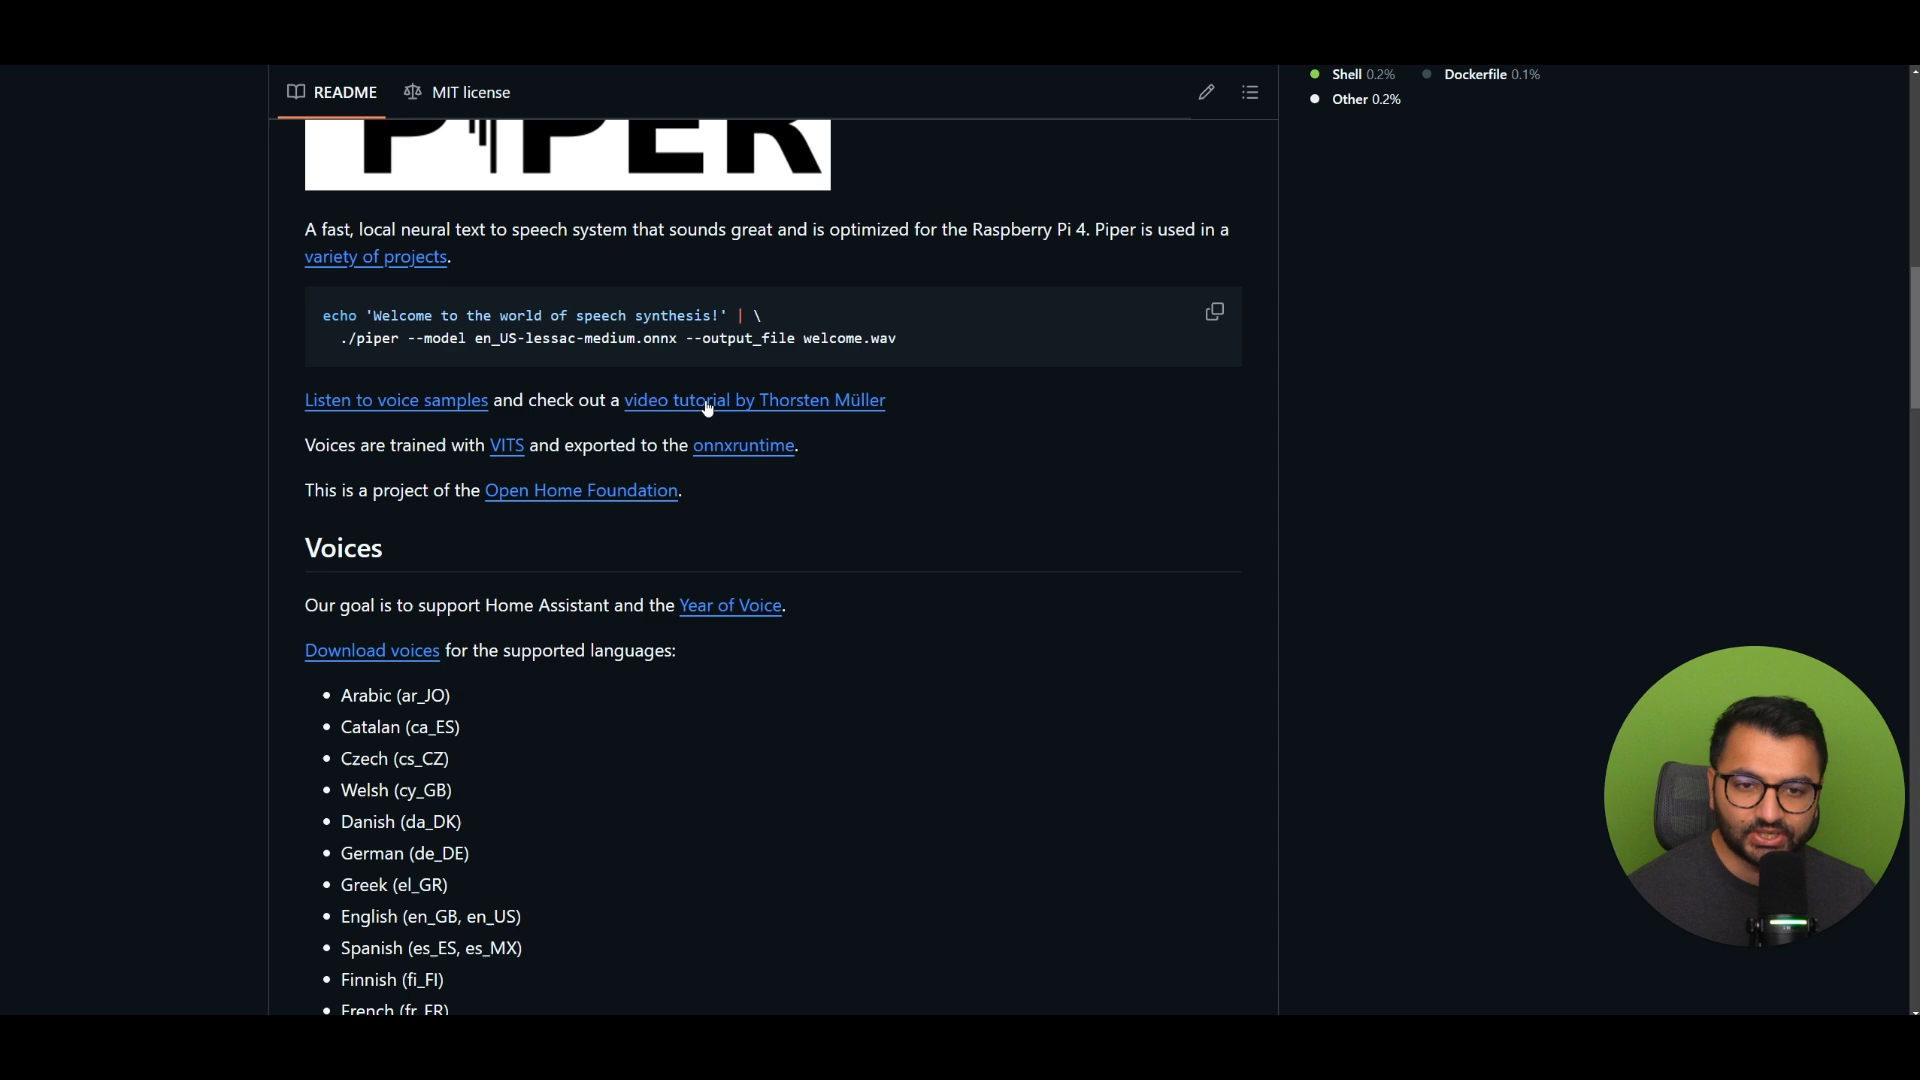 README
MIT license
Shell 0.2%
Dockerfile 0.1%
Other 0.2%
PIPER
A fast, local neural text to speech system that sounds great and is optimized for the Raspberry Pi 4. Piper is used in a
variety of projects.
echo 'Welcome to the world of speech synthesis!' | \
./piper --model en_US-lessac-medium.onnx --output_file welcome.wav
Listen to voice samples and check out a video tutorial by Thorsten Müller
Voices are trained with VITS and exported to the onnxruntime.
This is a project of the Open Home Foundation.
Voices
Our goal is to support Home Assistant and the Year of Voice.
Download voices for the supported languages:
• Arabic (ar_JO)
• Catalan (ca_ES)
• Czech (cs_CZ)
• Welsh (cy_GB)
• Danish (da_DK)
• German (de_DE)
• Greek (el_GR)
• English (en_GB, en_US)
• Spanish (es_ES, es_MX)
• Finnish (fi_FI)
• French (fr_FR)